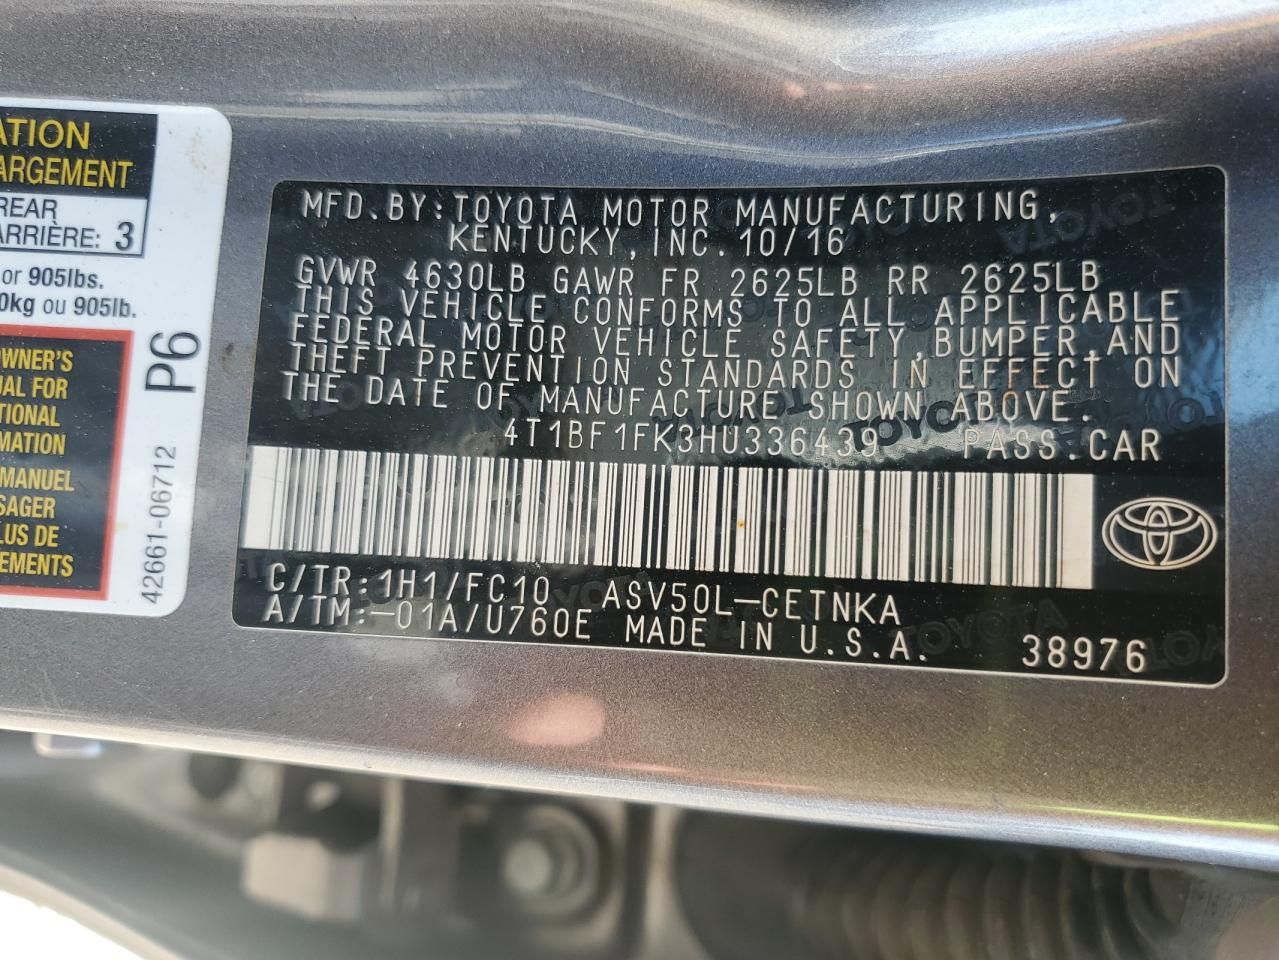 ATION
ARGEMENT
REAR
ARRIÈRE: 3
or 905lbs.
0kg ou 905lb.
OWNER'S
UAL FOR
TIONAL
RMATION
MANUEL
SAGER
LUS DE
EMENTS
P6
42661-06712
MFD.BY:TOYOTA MOTOR MANUFACTURING,
KENTUCKY,INC.10/16
GVWR 4630LB GAWR FR 2625LB RR 2625LB
THIS VEHICLE CONFORMS TO ALL APPLICABLE
FEDERAL MOTOR VEHICLE SAFETY,BUMPER,AND
THEFT PREVENTION STANDARDS IN EFFECT ON
THE DATE OF MANUFACTURE SHOWN ABOVE.
4T1BF1FK3HU336439 PASS.CAR
C/TR:1H1/FC10 ASV50L-CETNKA
A/TM:-01A/U760E MADE IN U.S.A. 38976